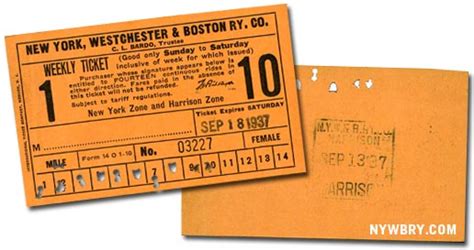 NEW YORK, WESTCHESTER & BOSTON RY. CO.
C. L. BARDO, Trustee
WEEKLY TICKET (Good only Sunday to Saturday
inclusive of week for which issued)
1
Purchaser whose signature appears below is
entitled to FOURTEEN continuous rides in
either direction. Fares paid in the absence of
this ticket will not be refunded.
Subject to tariff regulations.
10
New York Zone and Harrison Zone
Ticket Expires SATURDAY
SEP 18 1937
M
MALE Form 14 O 1-10 No. 03227 FEMALE
9 10 11 12 13 14
N.Y.W.& B.
SEP 13 37
HARRISON
NYWBRY.COM